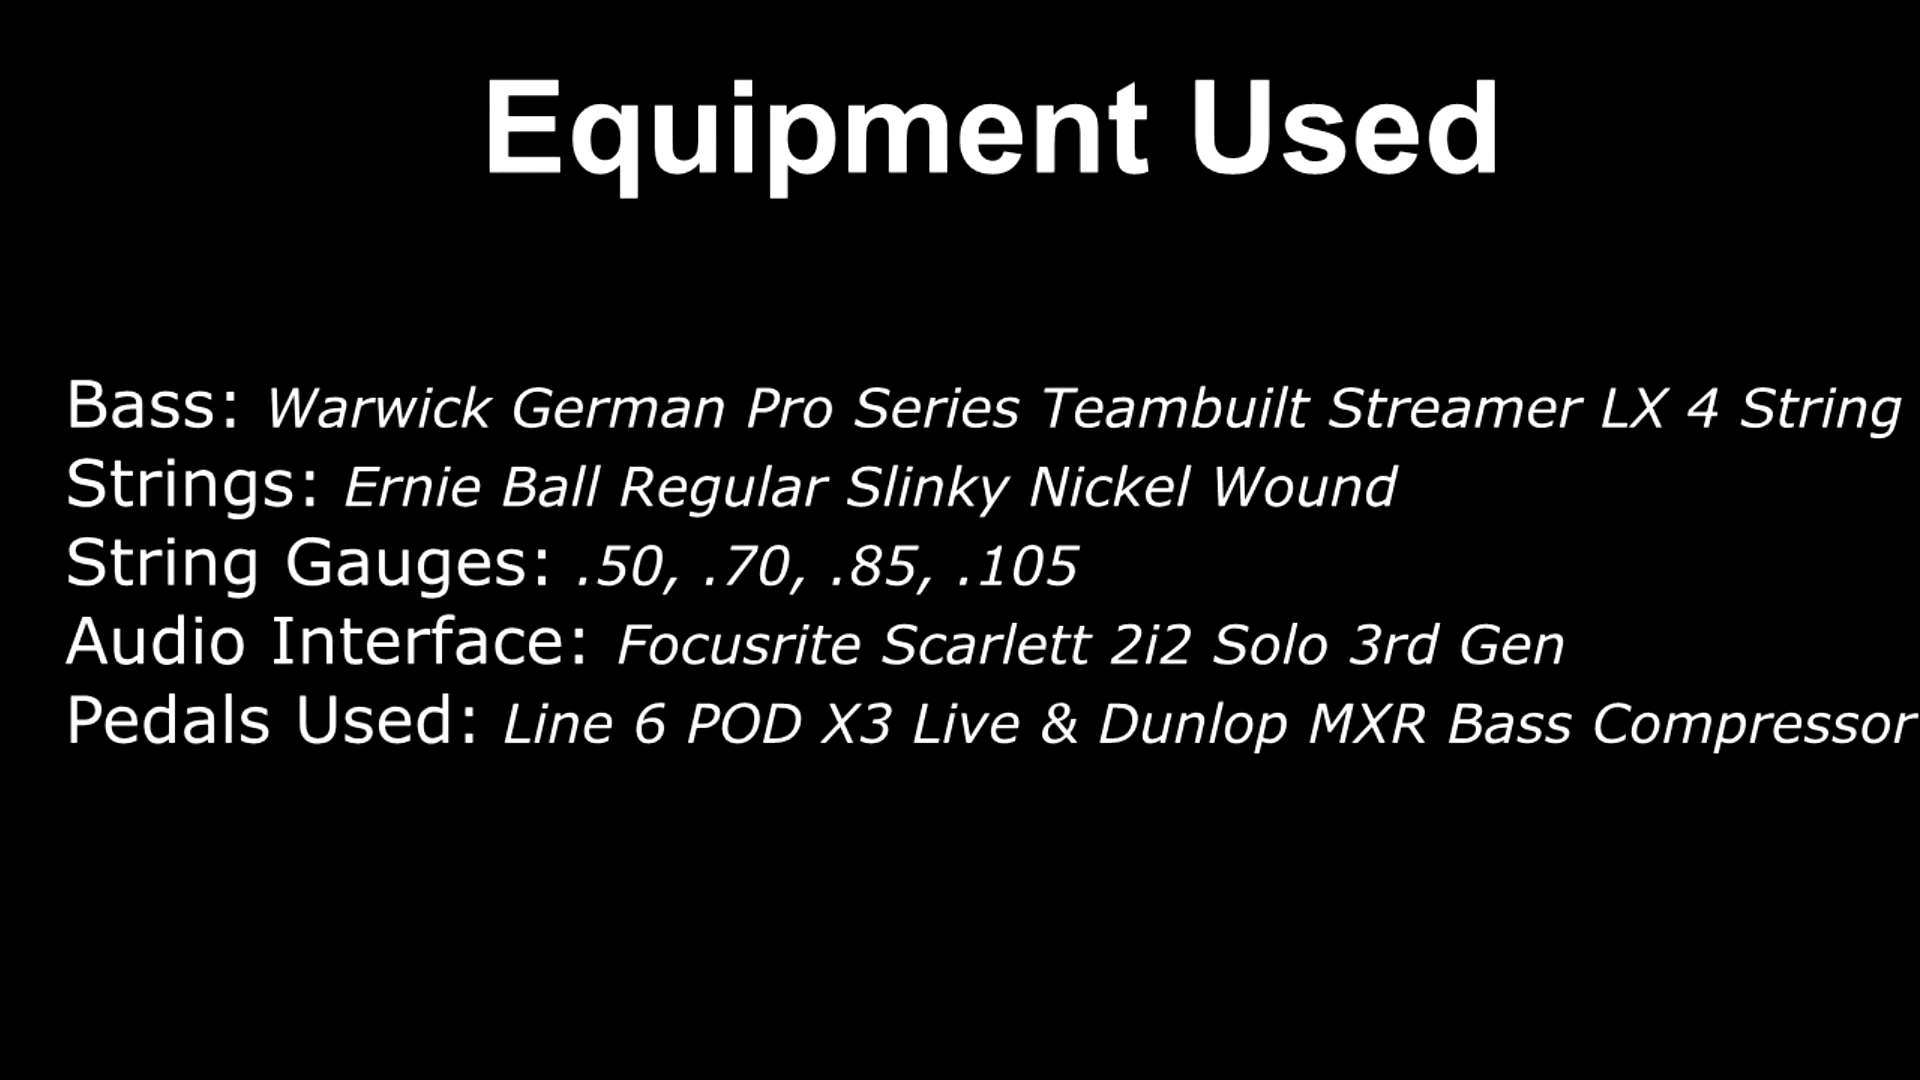 Equipment Used
Bass: Warwick German Pro Series Teambuilt Streamer LX 4 String
Strings: Ernie Ball Regular Slinky Nickel Wound
String Gauges: .50, .70, .85, .105
Audio Interface: Focusrite Scarlett 2i2 Solo 3rd Gen
Pedals Used: Line 6 POD X3 Live & Dunlop MXR Bass Compressor